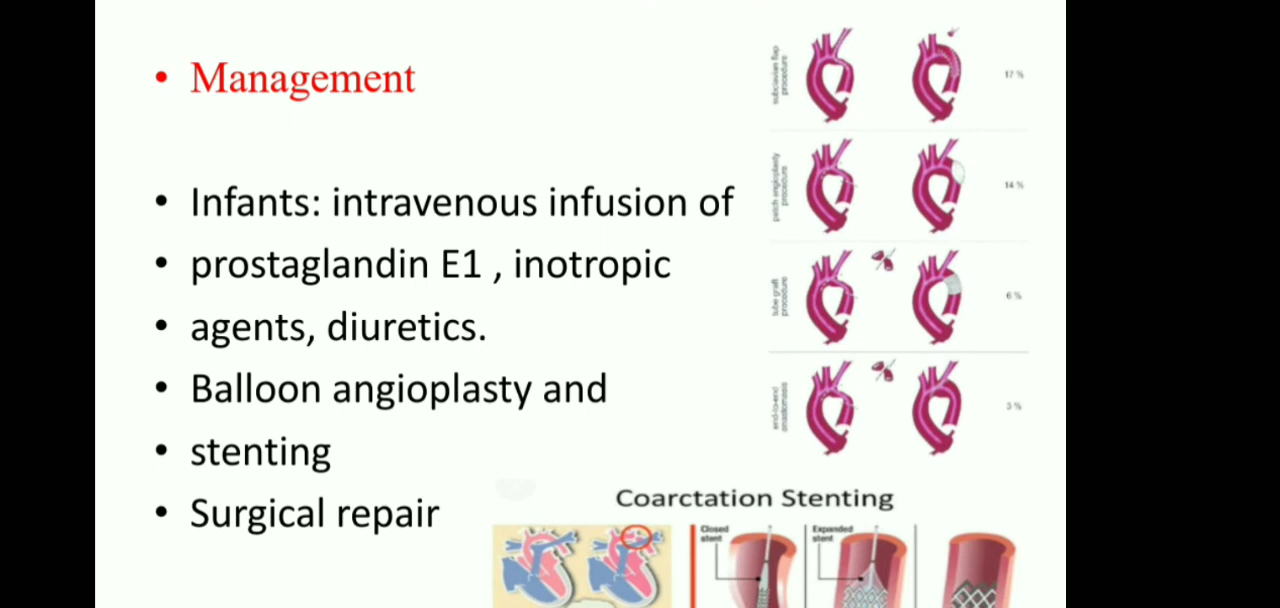 • Management
• Infants: intravenous infusion of
• prostaglandin E1 , inotropic
• agents, diuretics.
• Balloon angioplasty and
• stenting
• Surgical repair
subclavian flap
procedure
17 %
patch angioplasty
procedure
14 %
tube graft
procedure
6 %
end-to-end
anastomosis
3 %
Coarctation Stenting
Closed
stent
Expanded
stent